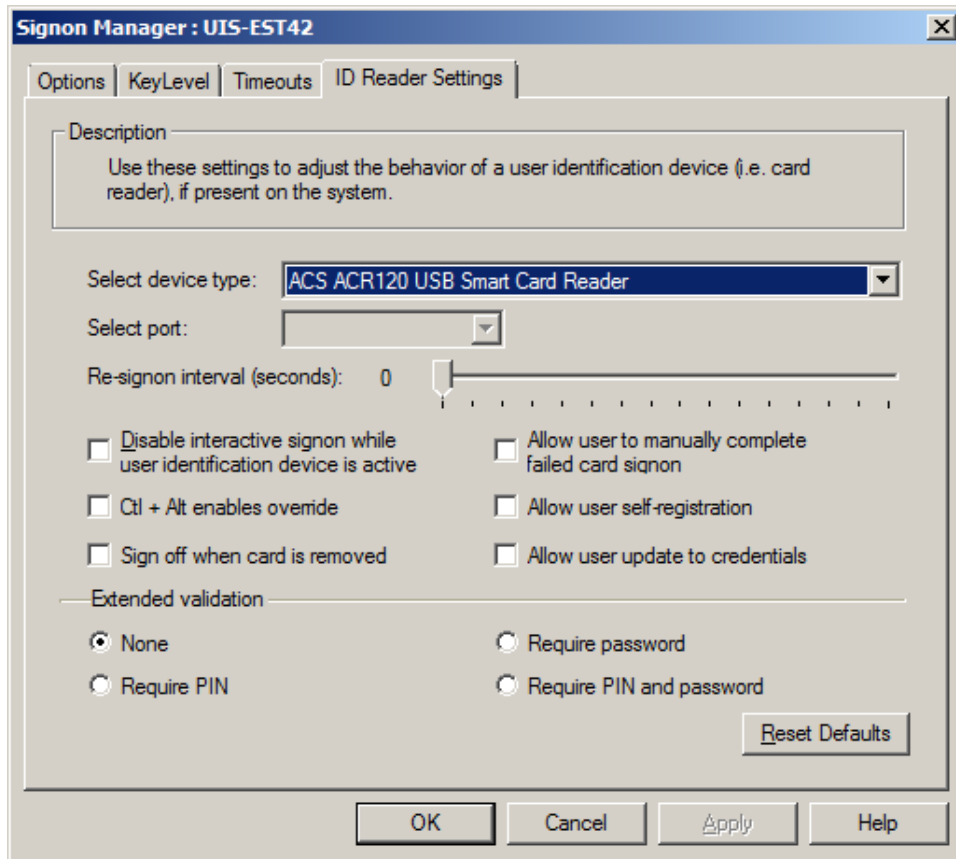 Signon Manager : UIS-EST42
Options KeyLevel Timeouts ID Reader Settings
Description
Use these settings to adjust the behavior of a user identification device (i.e. card
reader), if present on the system.
Select device type: ACS ACR120 USB Smart Card Reader
Select port:
Re-signon interval (seconds): 0
Disable interactive signon while
user identification device is active
Allow user to manually complete
failed card signon
Ctl + Alt enables override
Allow user self-registration
Sign off when card is removed
Allow user update to credentials
Extended validation
None
Require password
Require PIN
Require PIN and password
Reset Defaults
OK Cancel Apply Help